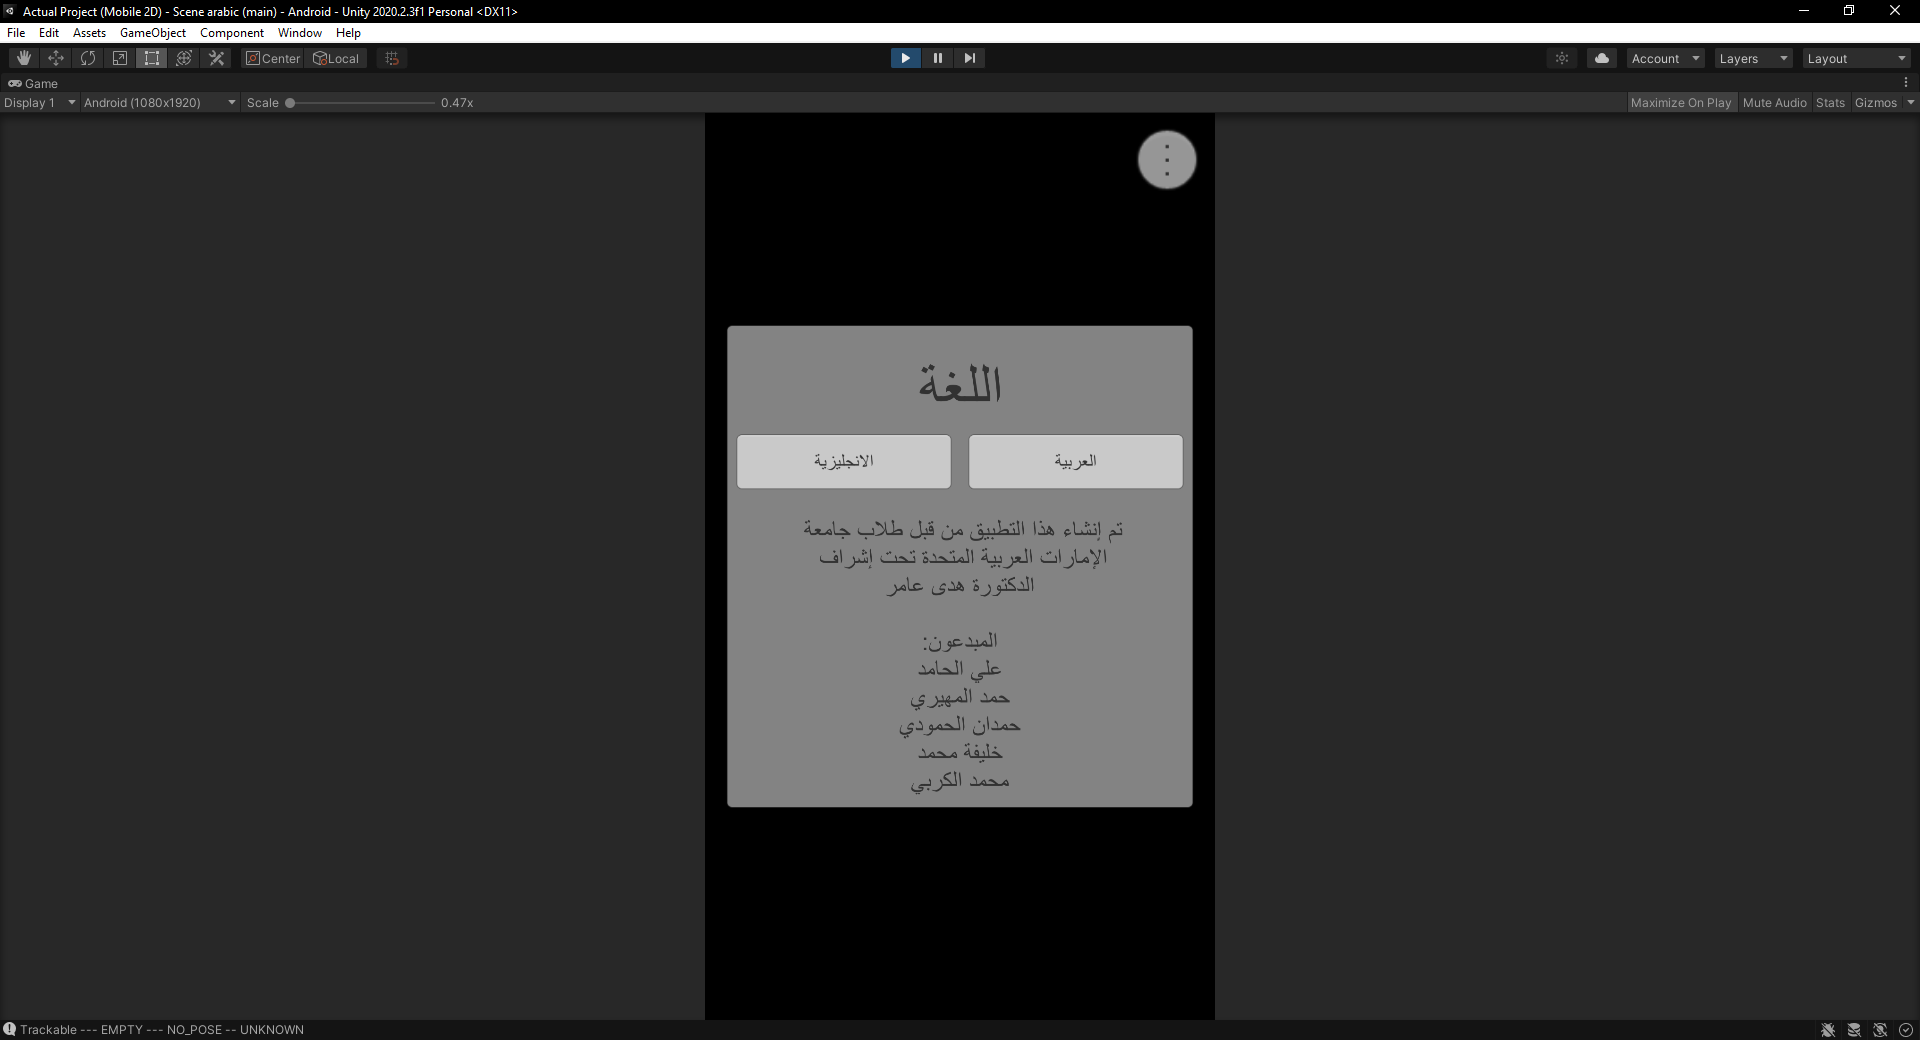 Actual Project (Mobile 2D) - Scene arabic (main) - Android - Unity 2020.2.3f1 Personal <DX11>
File Edit Assets GameObject Component Window Help
Center Local Account Layers Layout
Game
Display 1 Android (1080x1920) Scale 0.47x Maximize On Play Mute Audio Stats Gizmos
اللغة
العربية الانجليزية
تم إنشاء هذا التطبيق من قبل طلاب جامعة
الإمارات العربية المتحدة تحت إشراف
الدكتورة هدى عامر
المبدعون:
علي الحامد
حمد المهيري
حمدان الحمودي
خليفة محمد
محمد الكربي
Trackable --- EMPTY --- NO_POSE -- UNKNOWN